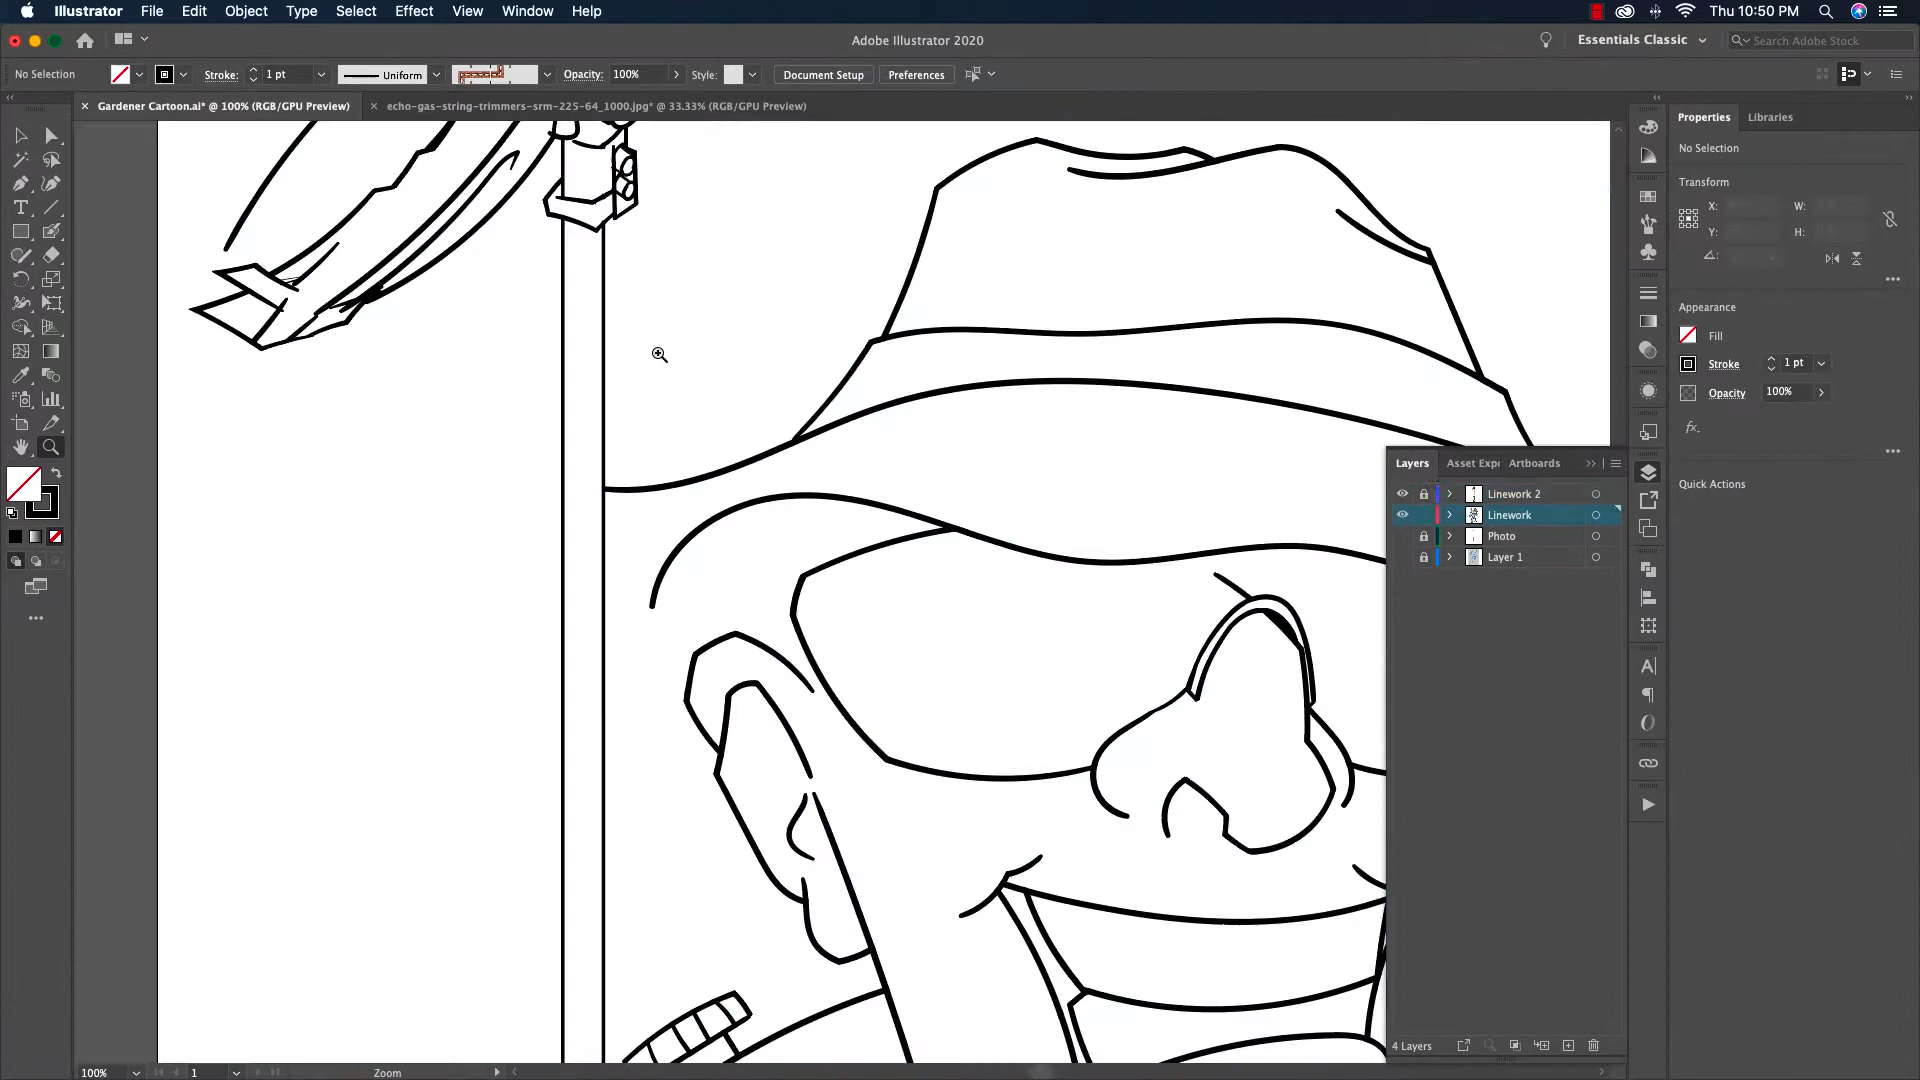 Illustrator File Edit Object Type Select Effect View Window Help Thu 10:50 PM
Adobe Illustrator 2020 Essentials Classic Search Adobe Stock
No Selection Stroke: 1 pt Uniform Opacity: 100% Style: Document Setup Preferences
Gardener Cartoon.ai* @ 100% (RGB/GPU Preview) echo-gas-string-trimmers-srm-225-64_1000.jpg* @ 33.33% (RGB/GPU Preview)
Properties Libraries
No Selection
Transform
X: W:
Y: H:
Appearance
Fill
Stroke 1 pt
Opacity 100%
fx.
Quick Actions
Layers Asset Expo Artboards
Linework 2
Linework
Photo
Layer 1
4 Layers
100% 1 Zoom